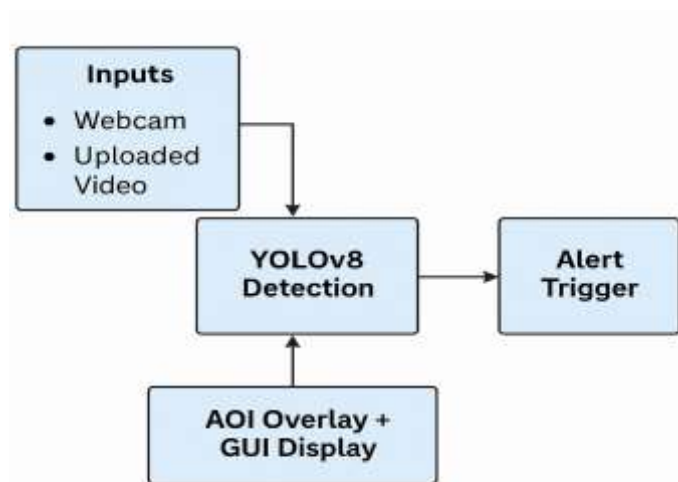 Inputs
• Webcam
• Uploaded
Video
YOLOv8
Detection
Alert
Trigger
AOI Overlay +
GUI Display